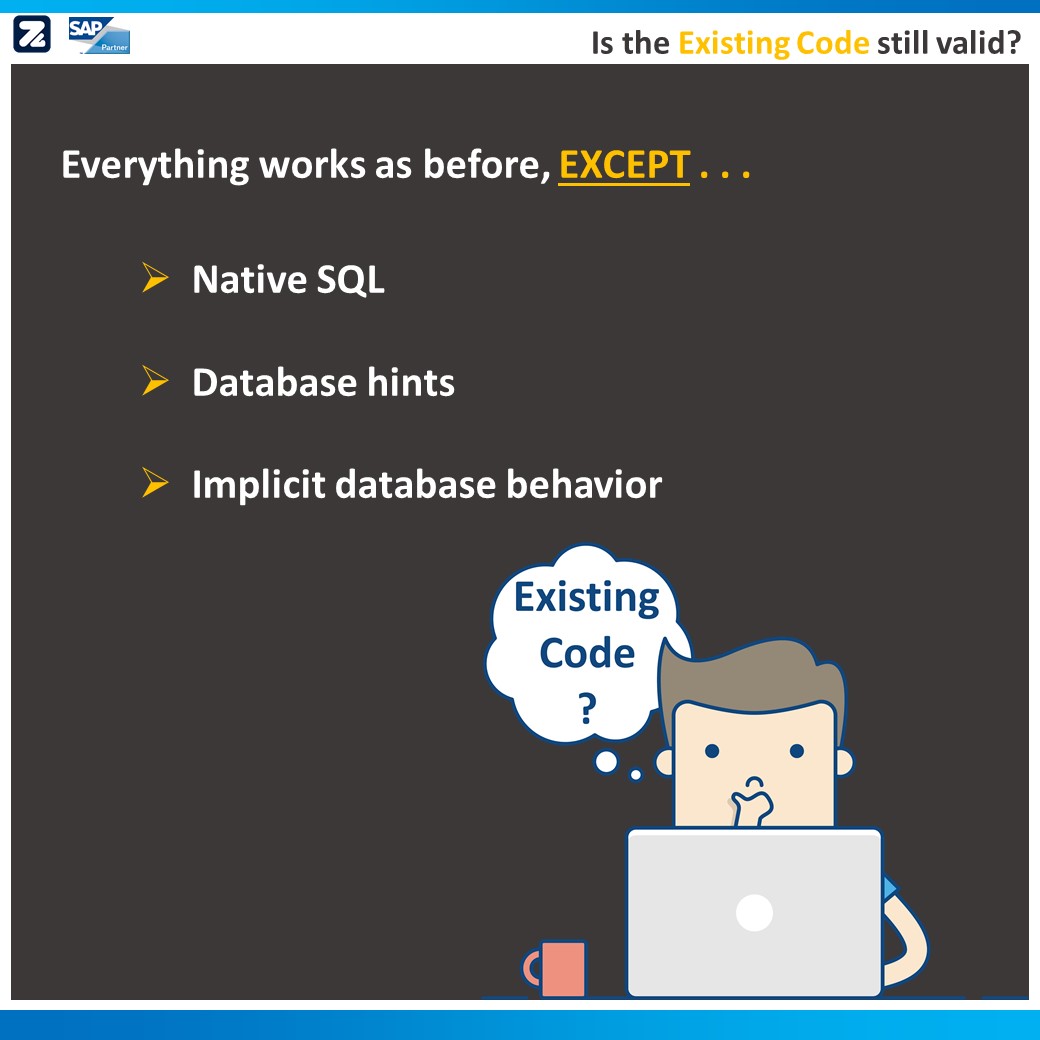 SAP
Partner
Is the Existing Code still valid?
Everything works as before, EXCEPT . . .
Native SQL
Database hints
Implicit database behavior
Existing
Code
?